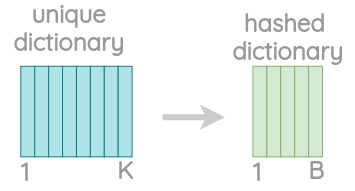 unique
dictionary
hashed
dictionary
1 K
1 B